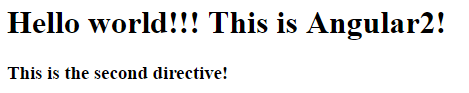 Hello world!!! This is Angular2!
This is the second directive!